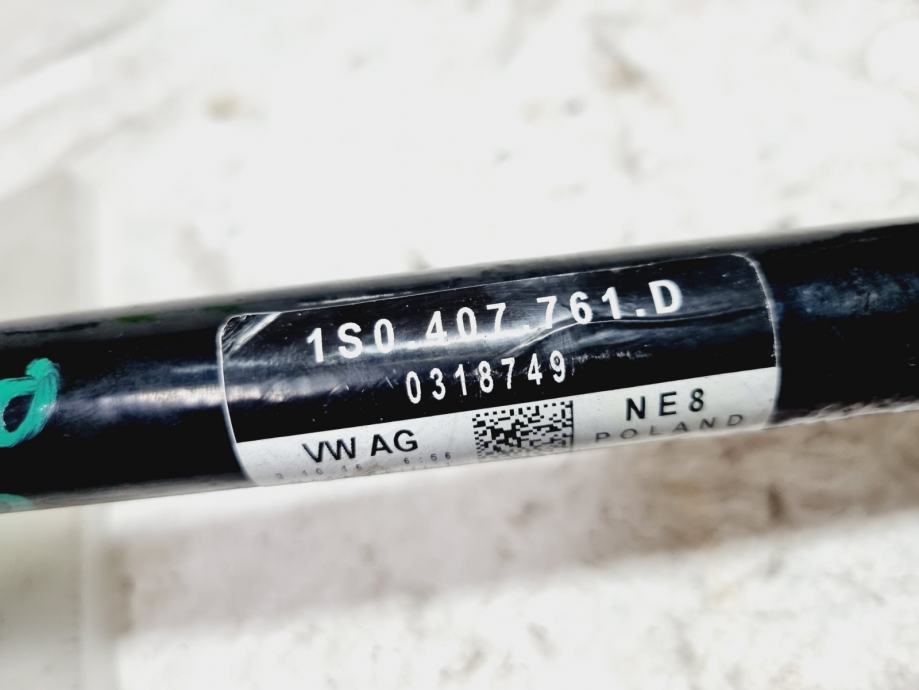 1S0.407.761.D
0318749
VW AG
NE8
POLAND